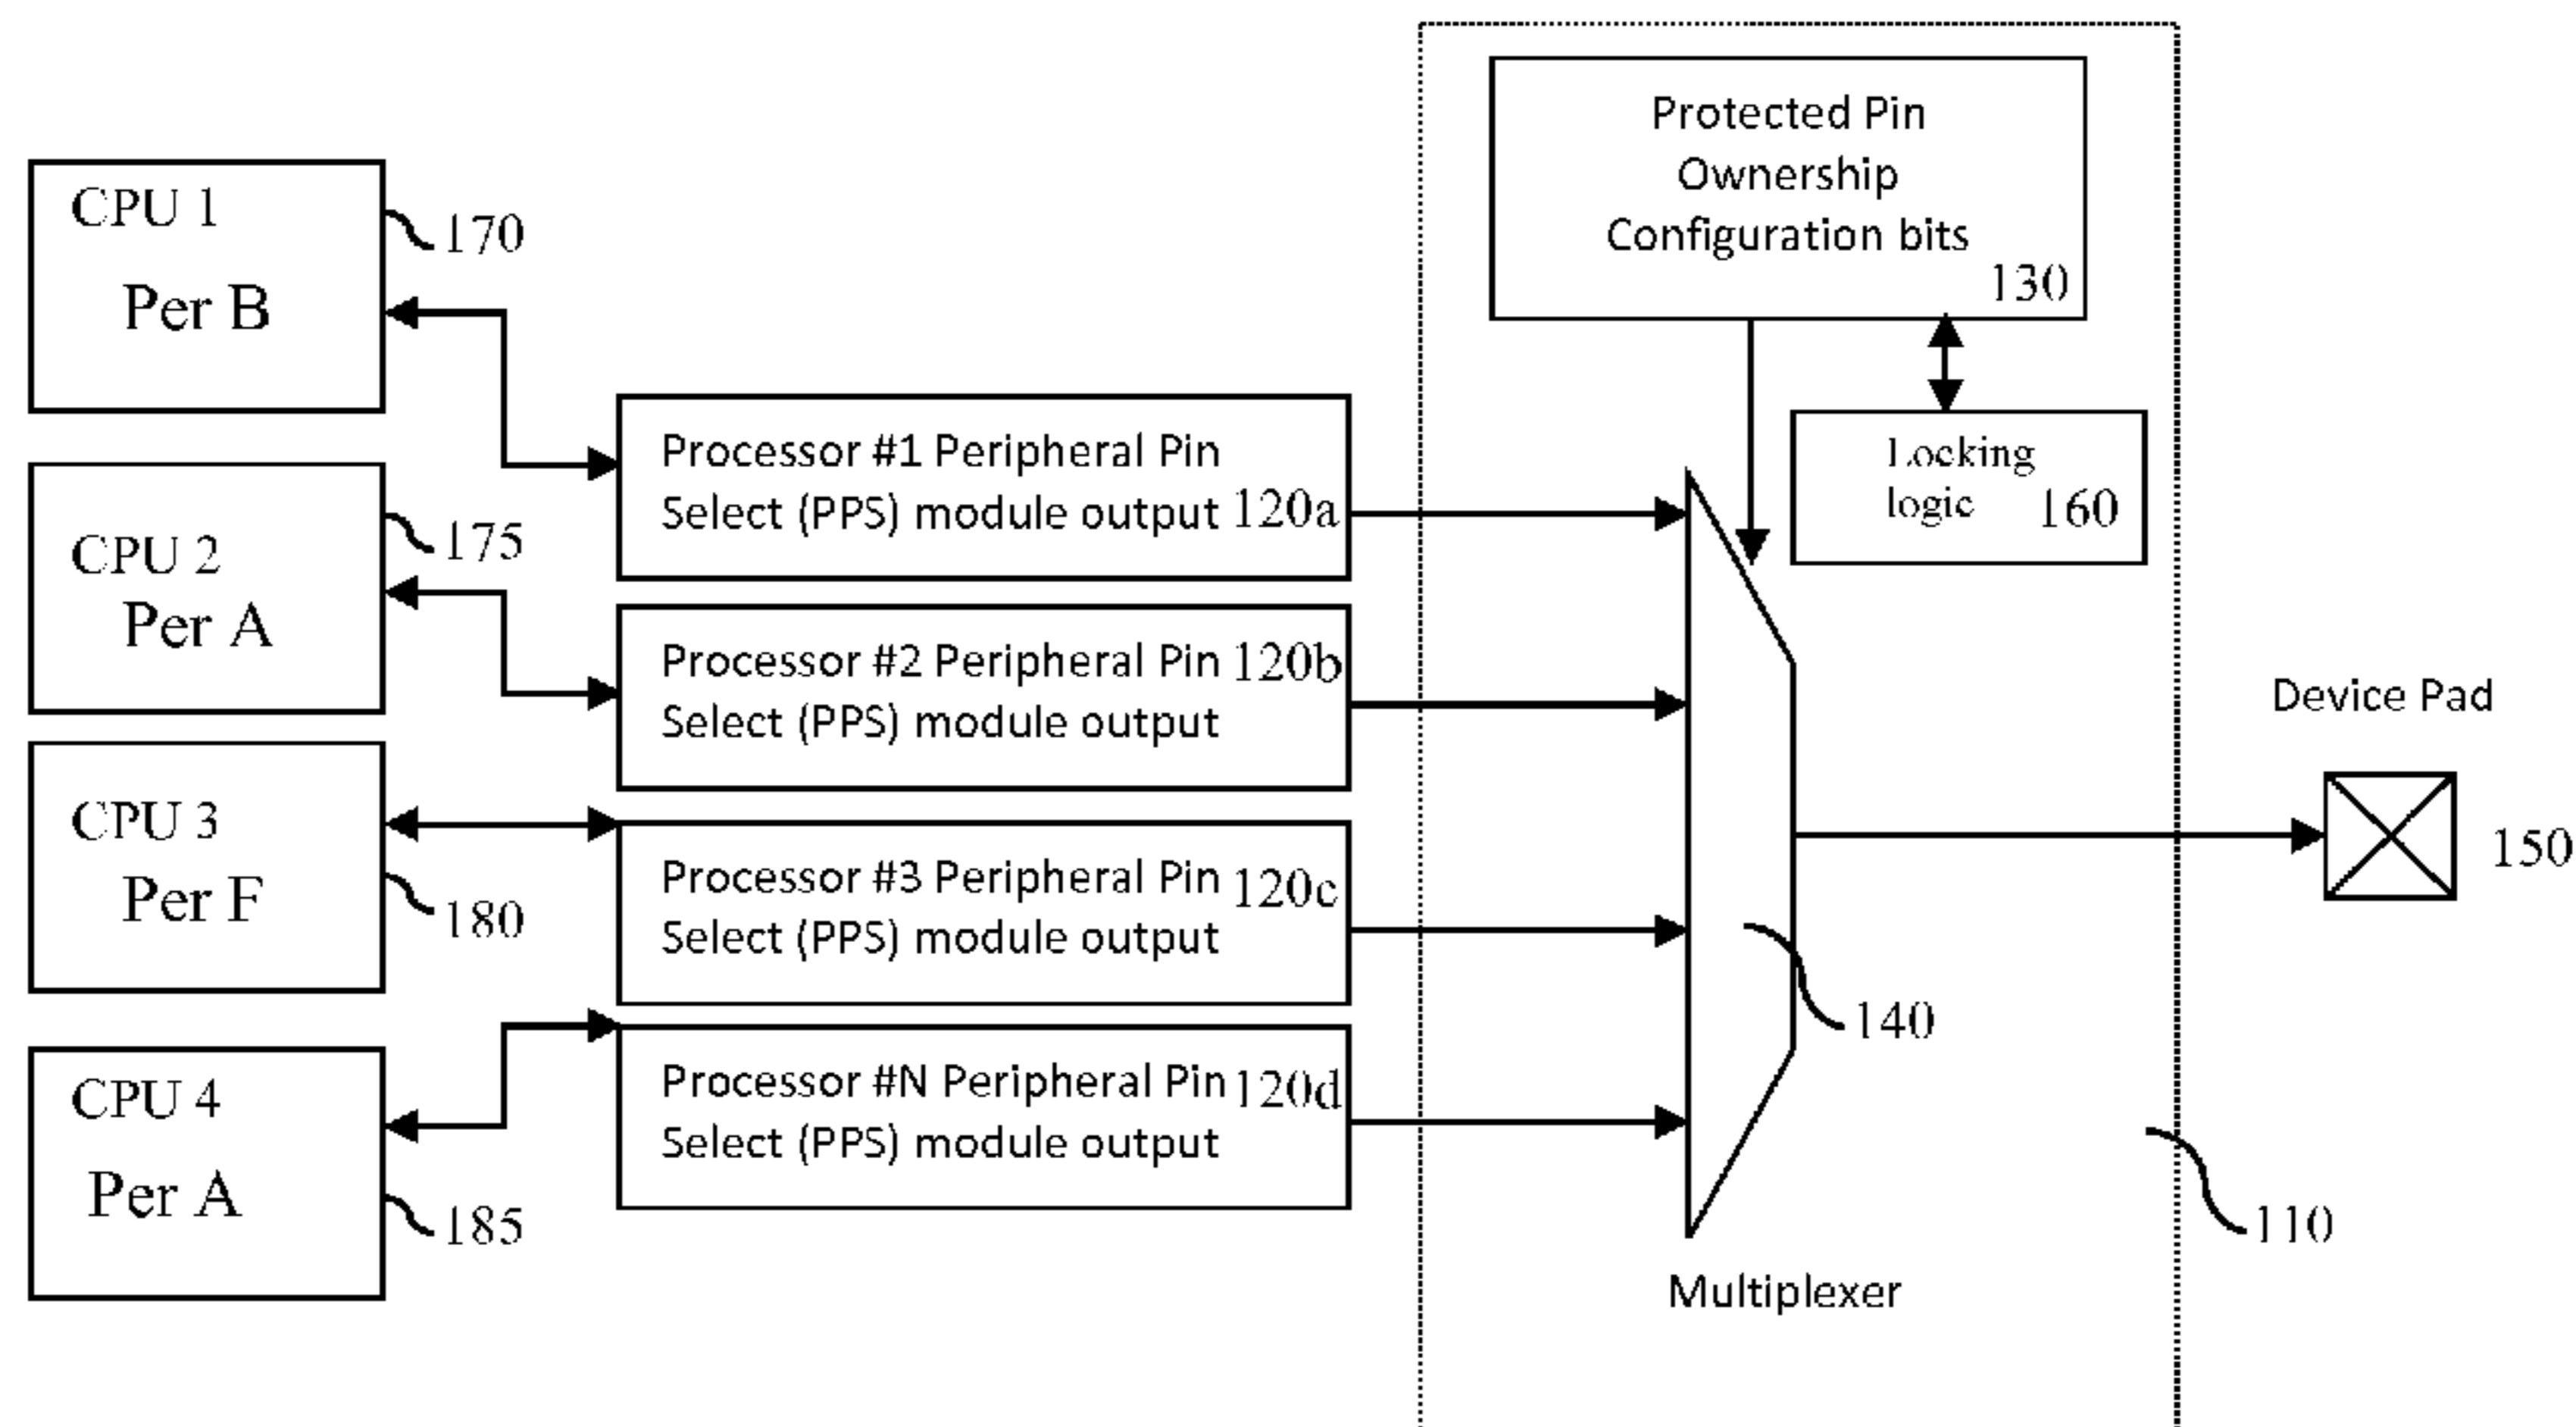 Protected Pin
Ownership
Configuration bits
130
CPU 1
170
Per B
Processor #1 Peripheral Pin
Select (PPS) module output 120a
Locking
logic 160
CPU 2
175
Per A
Processor #2 Peripheral Pin 120b
Select (PPS) module output
Device Pad
150
CPU 3
Per F
180
Processor #3 Peripheral Pin 120c
Select (PPS) module output
140
CPU 4
Per A
185
Processor #N Peripheral Pin 120d
Select (PPS) module output
110
Multiplexer